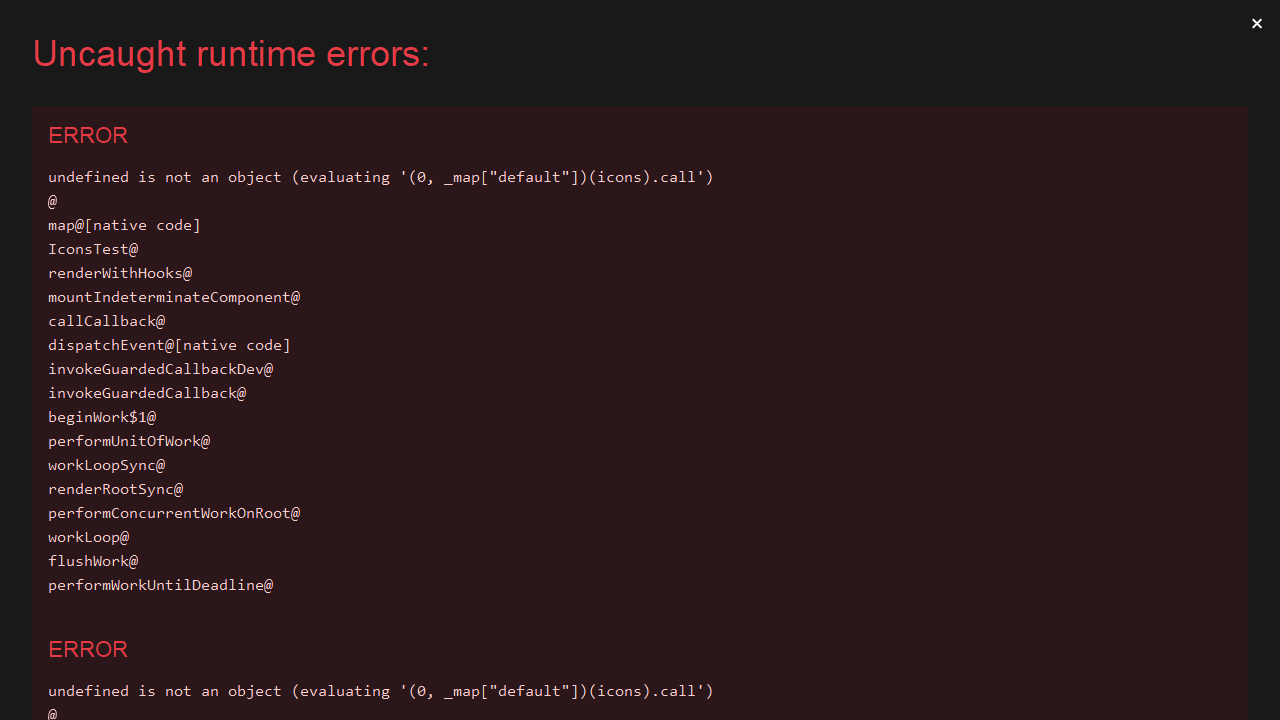 ×
Uncaught runtime errors:
ERROR
undefined is not an object (evaluating '(0, _map["default"])(icons).call')
@
map@[native code]
IconsTest@
renderWithHooks@
mountIndeterminateComponent@
callCallback@
dispatchEvent@[native code]
invokeGuardedCallbackDev@
invokeGuardedCallback@
beginWork$1@
performUnitOfWork@
workLoopSync@
renderRootSync@
performConcurrentWorkOnRoot@
workLoop@
flushWork@
performWorkUntilDeadline@
ERROR
undefined is not an object (evaluating '(0, _map["default"])(icons).call')
@